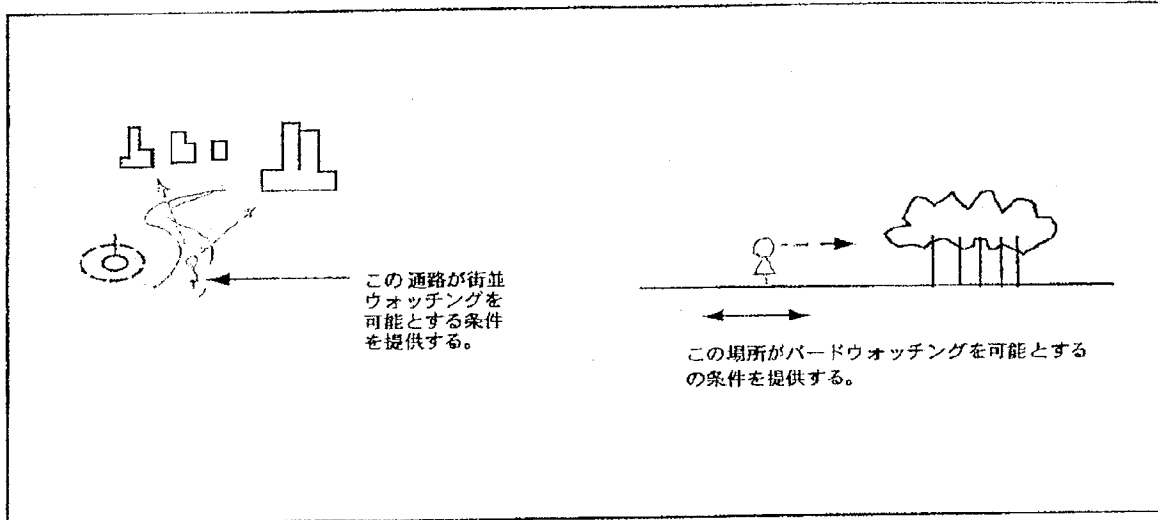 この通路が街並
ウォッチングを
可能とする条件
を提供する。
この場所がバードウォッチングを可能とする
の条件を提供する。